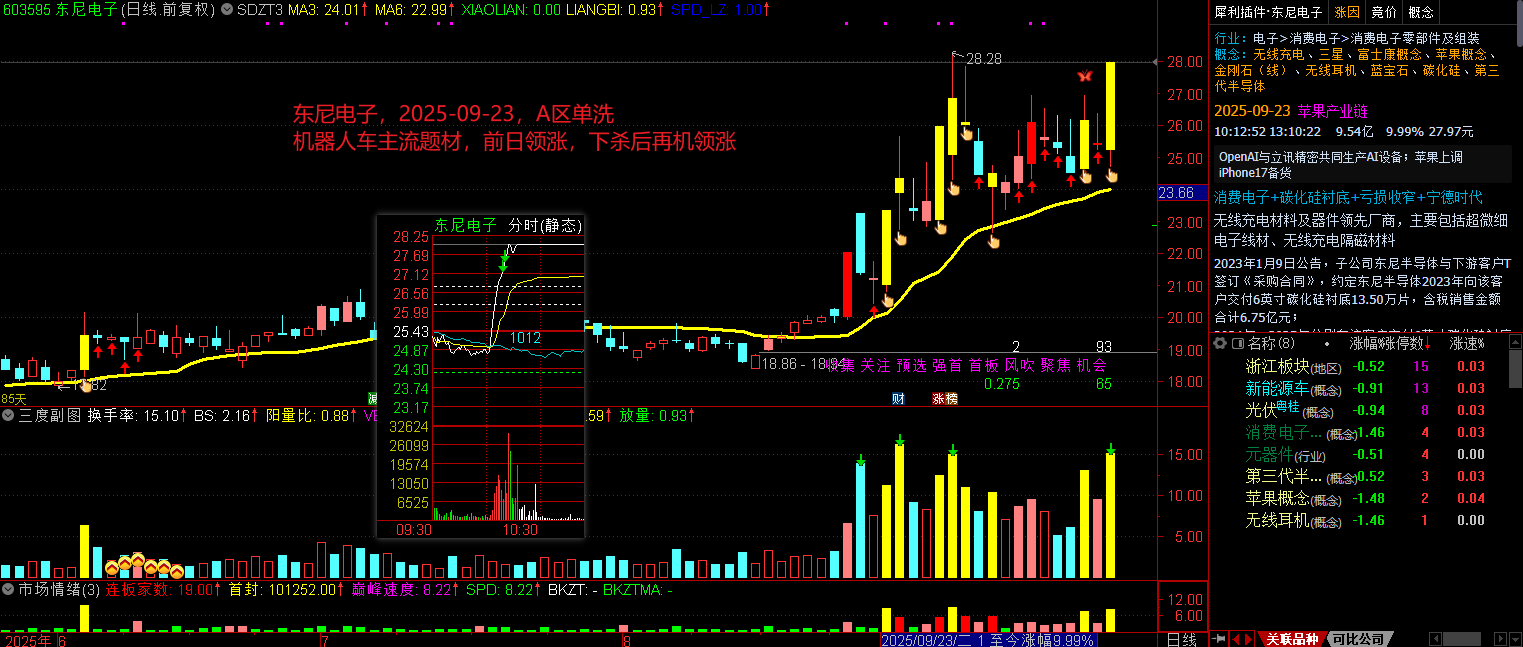 603595 东尼电子(日线.前复权) SDZT3 MA3: 24.01↑ MA6: 22.99↑ XIAOLIAN: 0.00 LIANGBI: 0.93↑ SPD_LZ 1.00↑
东尼电子，2025-09-23，A区单洗
机器人车主流题材，前日领涨，下杀后再机领涨
28.28
28.00
27.00
26.00
25.00
23.66
23.00
22.00
21.00
20.00
19.00
18.00
东尼电子 分时(静态)
28.25
27.69
27.12
26.56
25.99
25.43
24.87
24.30
23.74
23.17
1012
32624
26099
19574
13050
6525
09:30
10:30
18.86 - 18.94
2
93
收集 关注 预选 强首 首板 风吹 聚焦 机会
0.275
65
85天
减
财
涨榜
三度副图 换手率: 15.10↑ BS: 2.16↑ 阳量比: 0.88↑
.59↑ 放量: 0.93↑
15.00
10.00
5.00
市场情绪(3) 连板家数: 19.00↑ 首封: 101252.00↑ 巅峰速度: 8.22↑ SPD: 8.22↑ BKZT: - BKZTMA: -
12.00
6.00
2025年 6
7
8
2025/09/23/二 1 至今涨幅9.99%
日线
犀利插件·东尼电子 涨因 竞价 概念
行业: 电子>消费电子>消费电子零部件及组装
概念: 无线充电、三星、富士康概念、苹果概念、
金刚石（线）、无线耳机、蓝宝石、碳化硅、第三
代半导体
2025-09-23 苹果产业链
10:12:52 13:10:22 9.54亿 9.99% 27.97元
OpenAI与立讯精密共同生产AI设备；苹果上调
iPhone17备货
消费电子+碳化硅衬底+亏损收窄+宁德时代
无线充电材料及器件领先厂商，主要包括超微细
电子线材、无线充电隔磁材料
2023年1月9日公告，子公司东尼半导体与下游客户T
签订《采购合同》，约定东尼半导体2023年向该客
户交付6英寸碳化硅衬底13.50万片，含税销售金额
合计6.75亿元；
名称(8) 涨幅% 涨停数↓ 涨速%
浙江板块(地区) -0.52 15 0.03
新能源车(概念) -0.91 13 0.03
光伏粤桂(概念) -0.94 8 0.03
消费电子...(概念) 1.46 4 0.03
元器件(行业) -0.51 4 0.00
第三代半...(概念) 0.52 3 0.03
苹果概念(概念) -1.48 2 0.04
无线耳机(概念) -1.46 1 0.00
关联品种 可比公司